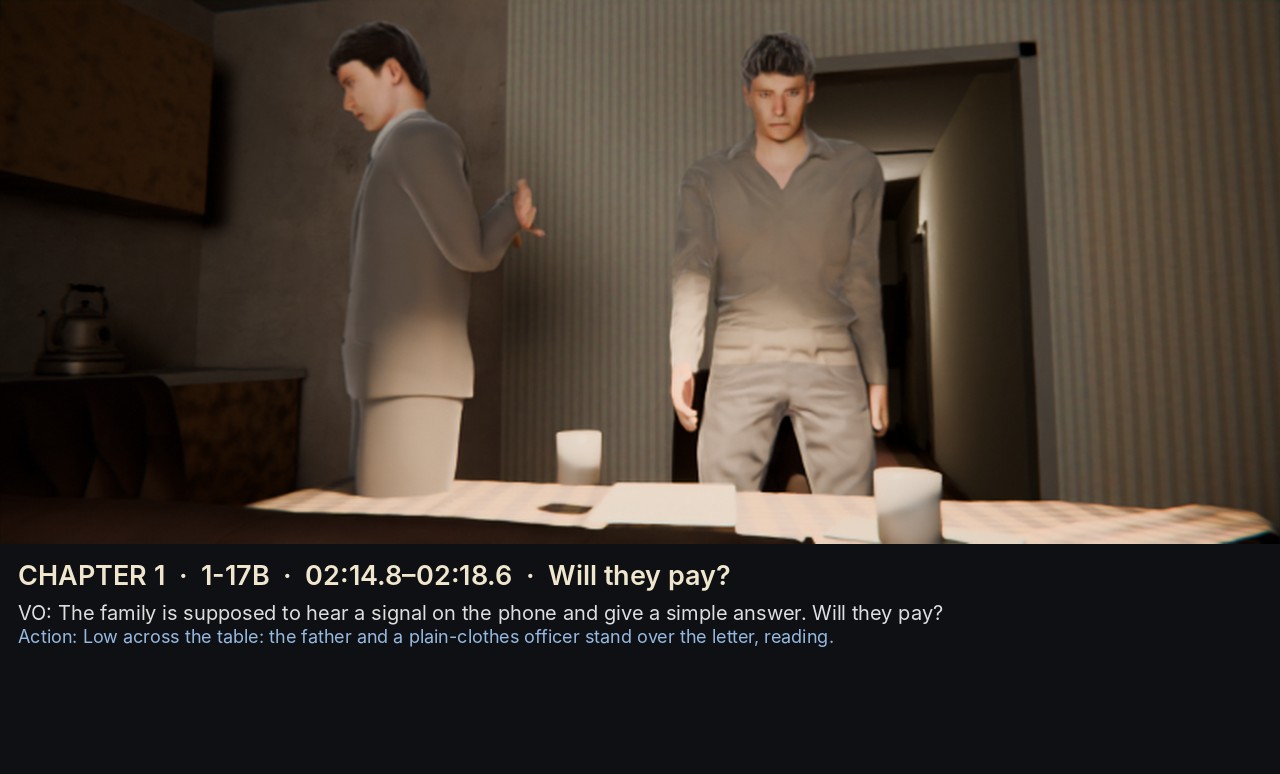 CHAPTER 1 · 1-17B · 02:14.8–02:18.6 · Will they pay?
VO: The family is supposed to hear a signal on the phone and give a simple answer. Will they pay?
Action: Low across the table: the father and a plain-clothes officer stand over the letter, reading.